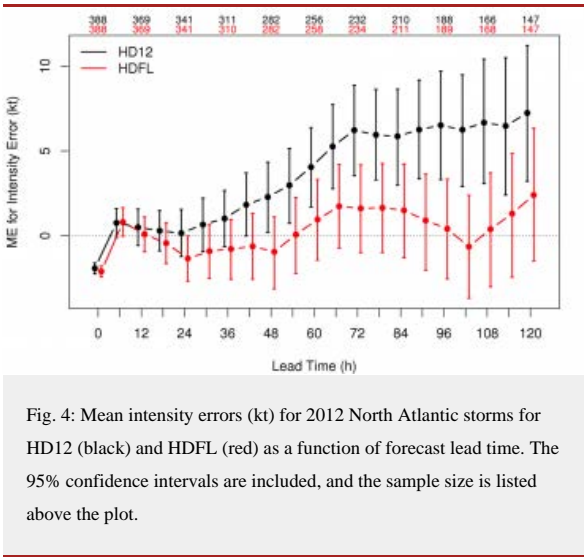 388 369 341 311 282 256 232 210 188 166 147
388 369 341 310 282 258 234 211 189 168 147
HD12
HDFL
ME for Intensity Error (kt)
10
5
0
0 12 24 36 48 60 72 84 96 108 120
Lead Time (h)
Fig. 4: Mean intensity errors (kt) for 2012 North Atlantic storms for
HD12 (black) and HDFL (red) as a function of forecast lead time. The
95% confidence intervals are included, and the sample size is listed
above the plot.